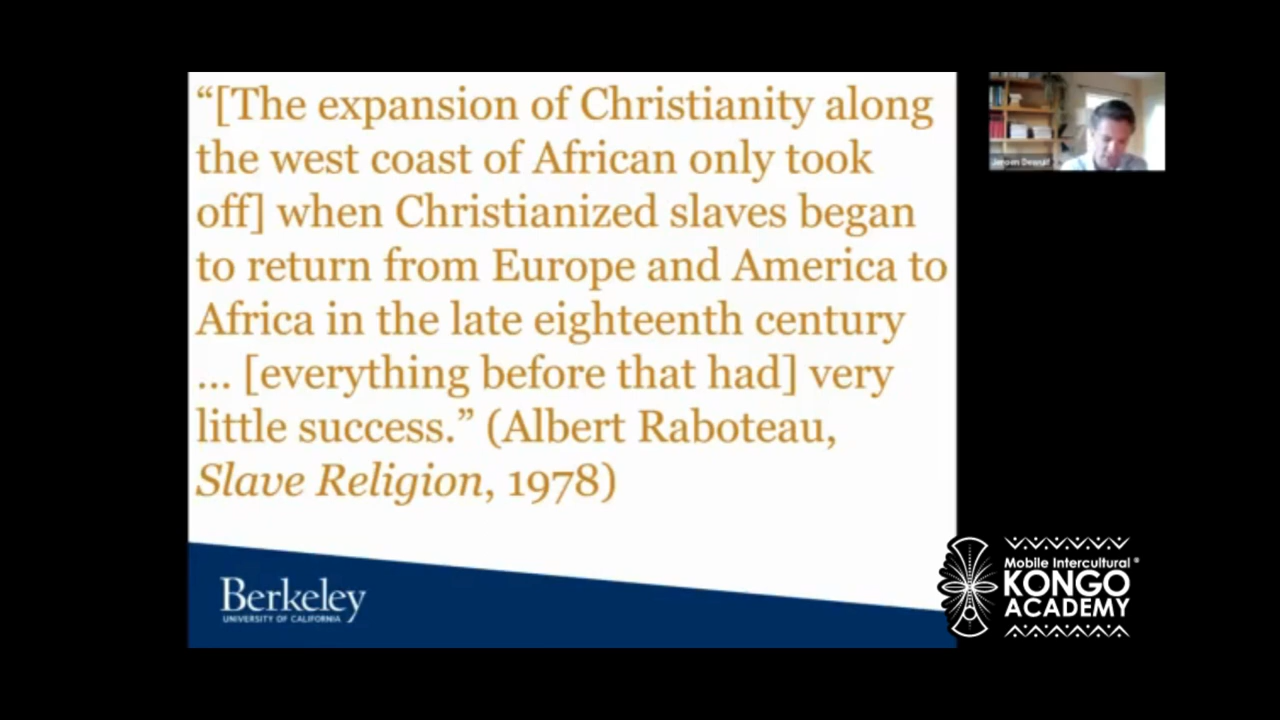 “[The expansion of Christianity along
the west coast of African only took
off] when Christianized slaves began
to return from Europe and America to
Africa in the late eighteenth century
... [everything before that had] very
little success.” (Albert Raboteau,
Slave Religion, 1978)
Berkeley
UNIVERSITY OF CALIFORNIA
Jeroen Dewulf
Mobile Intercultural ®
KONGO
ACADEMY